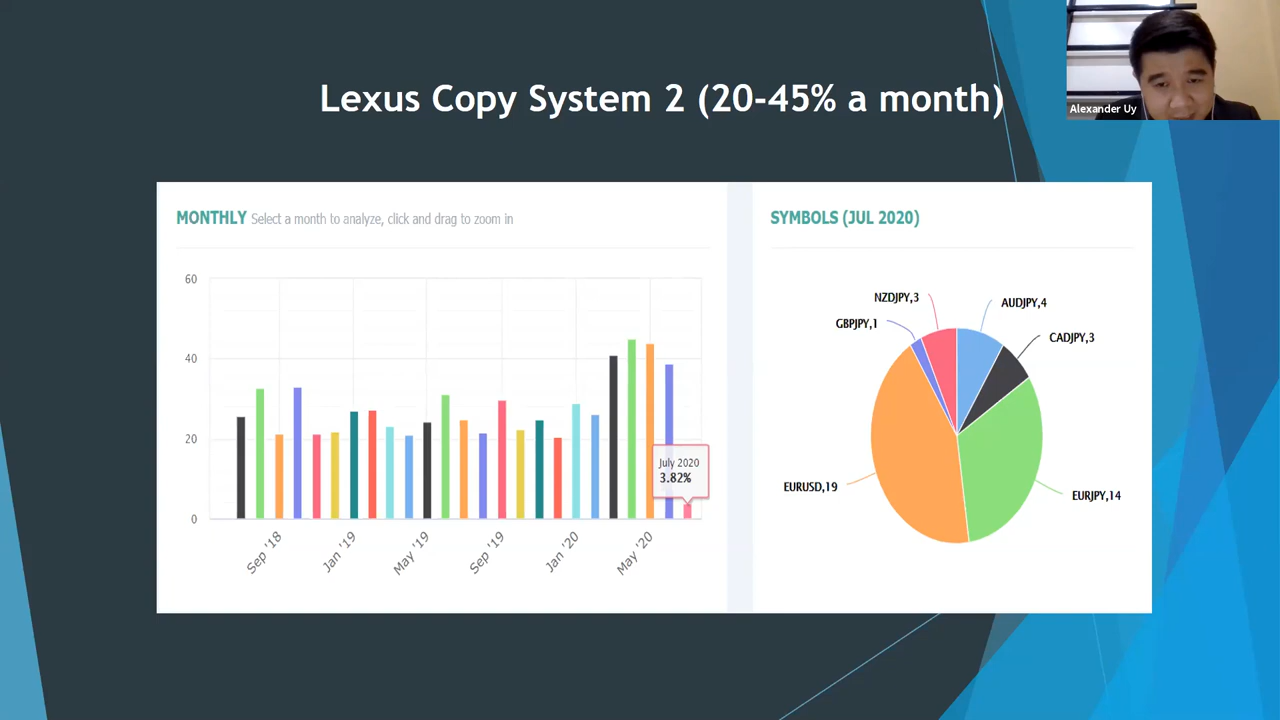 Lexus Copy System 2 (20-45% a month)
Alexander Uy
MONTHLY Select a month to analyze, click and drag to zoom in
60
40
20
0
July 2020
3.82%
Sep '18
Jan '19
May '19
Sep '19
Jan '20
May '20
SYMBOLS (JUL 2020)
NZDJPY,3
AUDJPY,4
GBPJPY,1
CADJPY,3
EURUSD,19
EURJPY,14